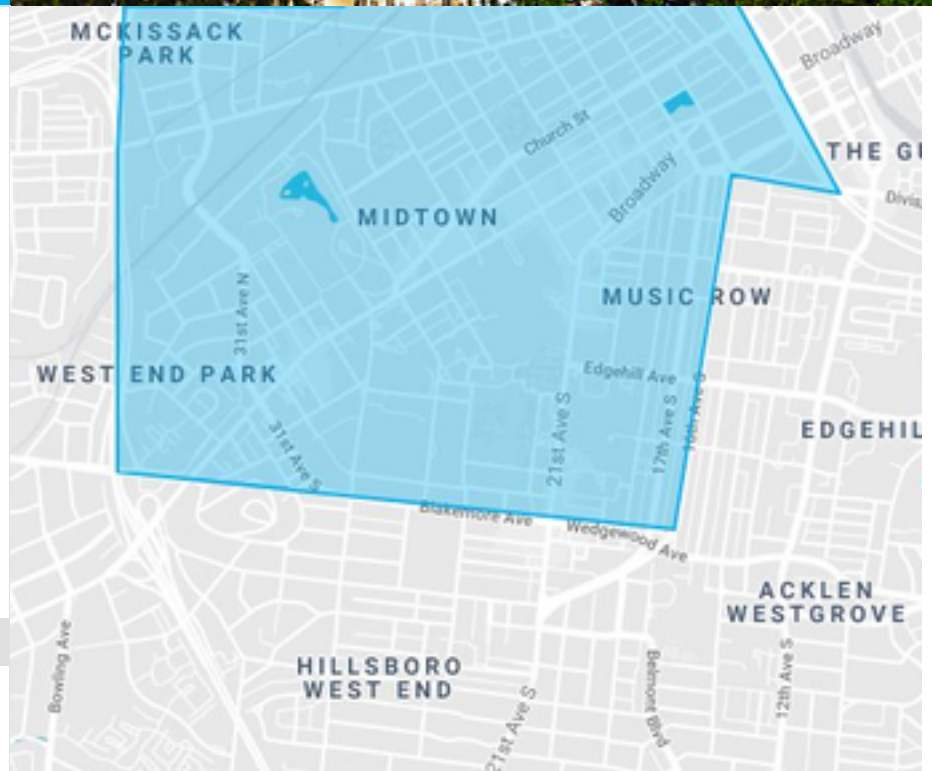 MCKISSACK
PARK
Broadway
Church St
THE GU
Broadway
Divis
MIDTOWN
31st Ave N
MUSIC ROW
WEST END PARK
Edgehill Ave
16th Ave S
17th Ave S
21st Ave S
EDGEHIL
31st Ave S
Blakemore Ave
Wedgewood Ave
ACKLEN
WESTGROVE
HILLSBORO
WEST END
Bowling Ave
Belmont Blvd
12th Ave S
21st Ave S